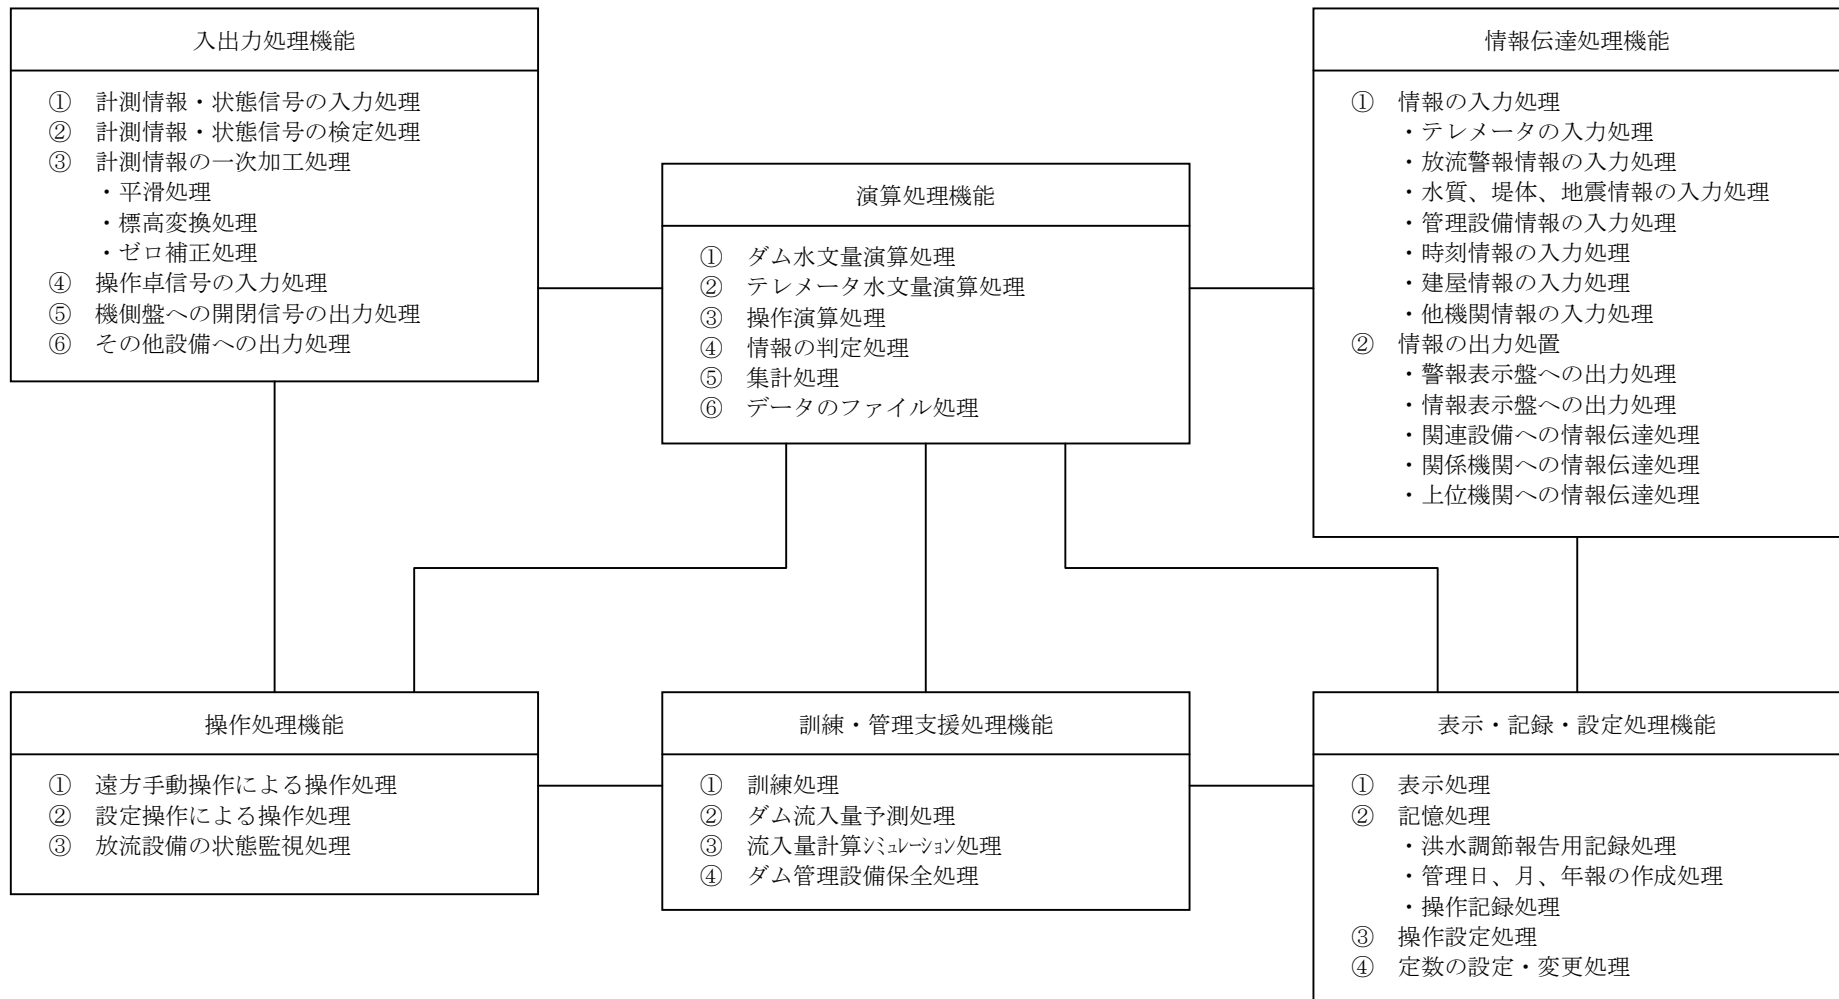 入出力処理機能
① 計測情報・状態信号の入力処理
② 計測情報・状態信号の検定処理
③ 計測情報の一次加工処理
・平滑処理
・標高変換処理
・ゼロ補正処理
④ 操作卓信号の入力処理
⑤ 機側盤への開閉信号の出力処理
⑥ その他設備への出力処理
演算処理機能
① ダム水文量演算処理
② テレメータ水文量演算処理
③ 操作演算処理
④ 情報の判定処理
⑤ 集計処理
⑥ データのファイル処理
情報伝達処理機能
① 情報の入力処理
・テレメータの入力処理
・放流警報情報の入力処理
・水質、堤体、地震情報の入力処理
・管理設備情報の入力処理
・時刻情報の入力処理
・建屋情報の入力処理
・他機関情報の入力処理
② 情報の出力処置
・警報表示盤への出力処理
・情報表示盤への出力処理
・関連設備への情報伝達処理
・関係機関への情報伝達処理
・上位機関への情報伝達処理
操作処理機能
① 遠方手動操作による操作処理
② 設定操作による操作処理
③ 放流設備の状態監視処理
訓練・管理支援処理機能
① 訓練処理
② ダム流入量予測処理
③ 流入量計算ｼﾐｭﾚｰｼｮﾝ処理
④ ダム管理設備保全処理
表示・記録・設定処理機能
① 表示処理
② 記憶処理
・洪水調節報告用記録処理
・管理日、月、年報の作成処理
・操作記録処理
③ 操作設定処理
④ 定数の設定・変更処理